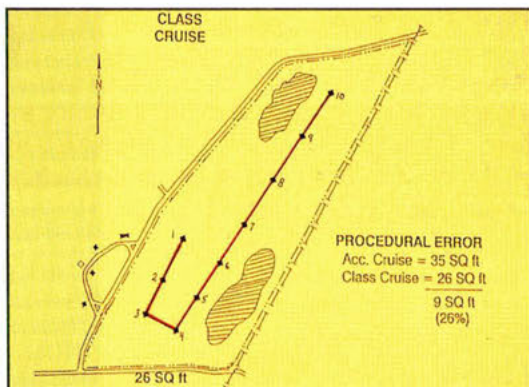 CLASS
CRUISE
N
10
9
8
7
1
6
2
5
3
4
PROCEDURAL ERROR
Acc. Cruise = 35 SQ ft
Class Cruise = 26 SQ ft
9 SQ ft
(26%)
26 SQ ft